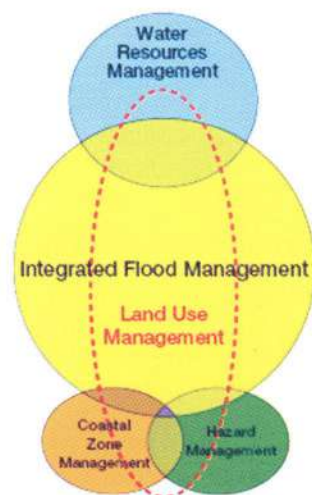 Water
Resources
Management
Integrated Flood Management
Land Use
Management
Coastal
Zone
Management
Hazard
Management